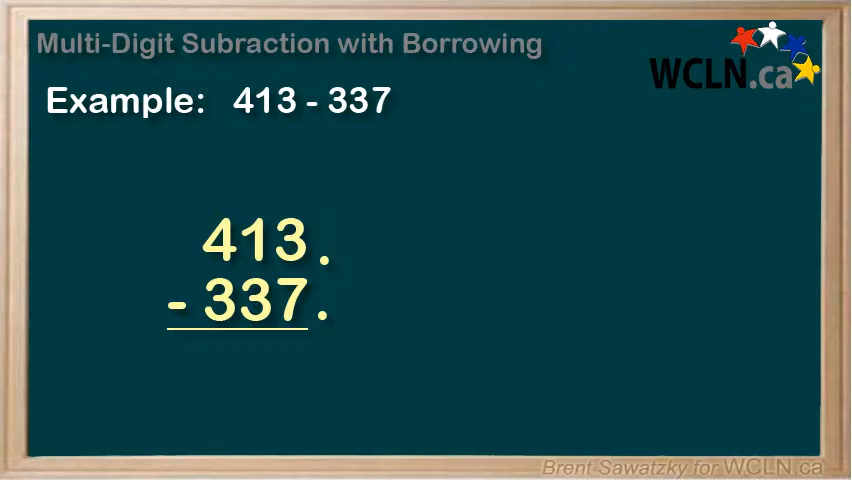 Multi-Digit Subraction with Borrowing
WCLN.ca
Example: 413 - 337
413.
- 337.
Brent Sawatzky for WCLN.ca